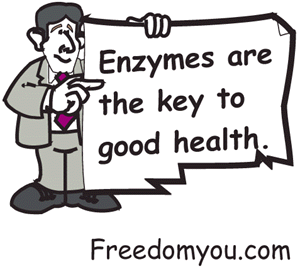 Enzymes are
the key to
good health.
Freedomyou.com